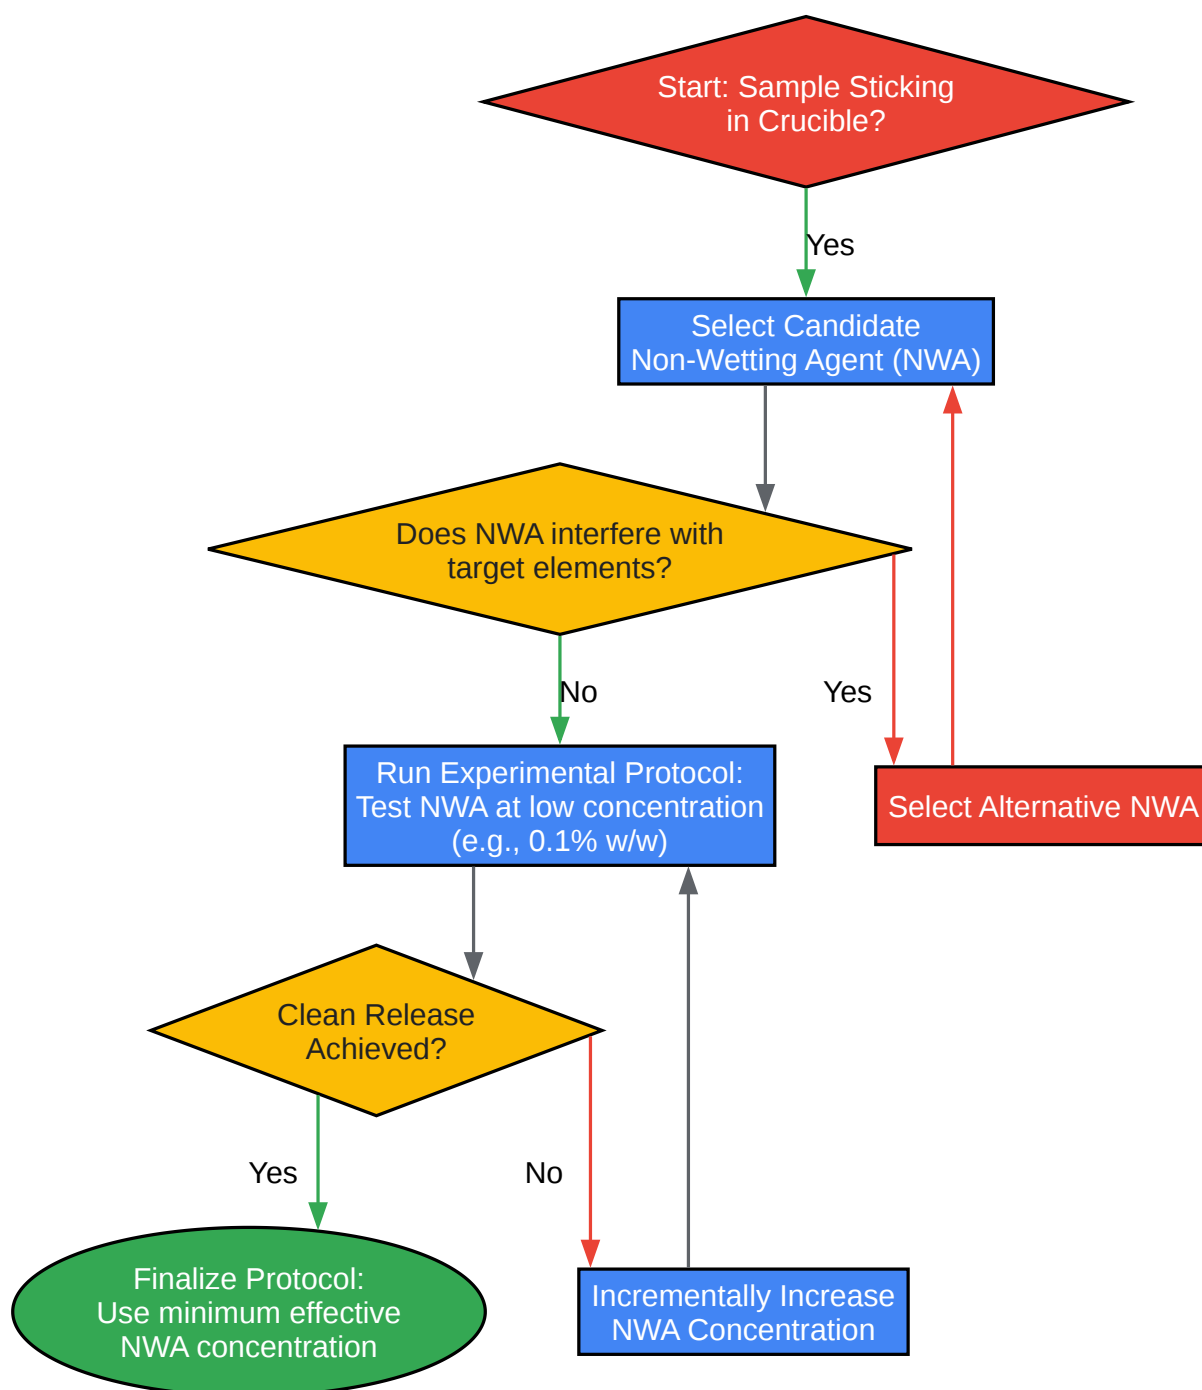 Start: Sample Sticking
in Crucible?
Yes
Select Candidate
Non-Wetting Agent (NWA)
Does NWA interfere with
target elements?
No
Yes
Run Experimental Protocol:
Test NWA at low concentration
(e.g., 0.1% w/w)
Select Alternative NWA
Clean Release
Achieved?
Yes
No
Finalize Protocol:
Use minimum effective
NWA concentration
Incrementally Increase
NWA Concentration